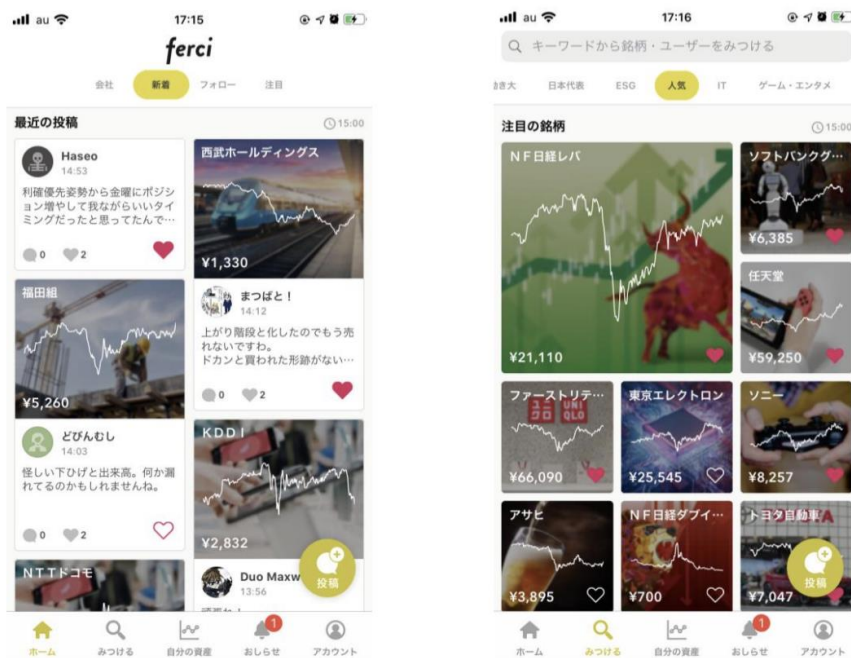 au
17:15
ferci
会社
新着
フォロー
注目
最近の投稿
15:00
Haseo
14:53
利確優先姿勢から金曜にポジシ
ョン増やして我ながらいいタイ
ミングだったと思ってたんで…
0
2
福田組
¥5,260
どびんむし
14:03
怪しい下ひげと出来高。何か漏
れてるのかもしれませんね。
0
2
NTTドコモ
西武ホールディングス
¥1,330
まつばと！
14:12
上がり階段と化したのでもう売
れないですわ。
ドカンと買われた形跡がない…
0
2
KDDI
¥2,832
Duo Maxw
13:56
投稿
ホーム
みつける
自分の資産
1
おしらせ
アカウント
au
17:16
キーワードから銘柄・ユーザーをみつける
動き大
日本代表
ESG
人気
IT
ゲーム・エンタメ
注目の銘柄
15:00
NF日経レバ
¥21,110
ソフトバンクグ…
¥6,385
任天堂
¥59,250
ファーストリテ…
ユニ
クロ
UNI
QLO
¥66,090
東京エレクトロン
¥25,545
ソニー
¥8,257
アサヒ
¥3,895
NF日経ダブイ…
¥700
トヨタ自動車
¥7,047
投稿
ホーム
みつける
自分の資産
1
おしらせ
アカウント